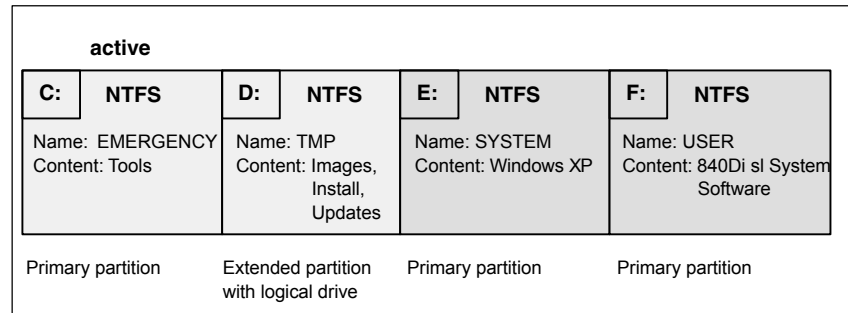 active
C: NTFS D: NTFS E: NTFS F: NTFS
Name: EMERGENCY
Content: Tools
Name: TMP
Content: Images,
Install,
Updates
Name: SYSTEM
Content: Windows XP
Name: USER
Content: 840Di sl System
Software
Primary partition
Extended partition
with logical drive
Primary partition
Primary partition